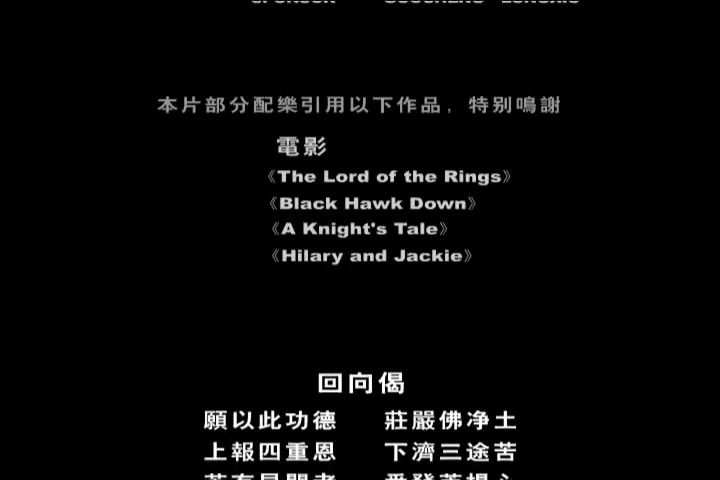 本片部分配樂引用以下作品，特别鳴謝
電影
《The Lord of the Rings》
《Black Hawk Down》
《A Knight's Tale》
《Hilary and Jackie》
回向偈
願以此功德 莊嚴佛净土
上報四重恩 下濟三途苦